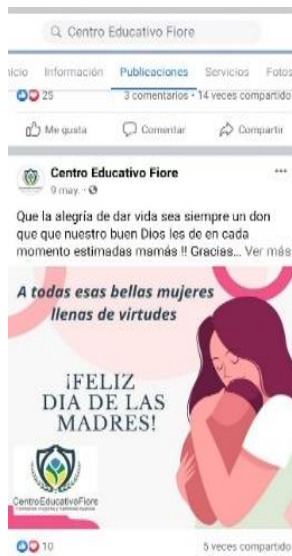 Centro Educativo Fiore
icio Información Publicaciones Servicios Fotos
25 3 comentarios • 14 veces compartido
Me gusta Comentar Compartir
Centro Educativo Fiore
9 may. •
Que la alegría de dar vida sea siempre un don
que que nuestro buen Dios les de en cada
momento estimadas mamás !! Gracias... Ver más
A todas esas bellas mujeres
llenas de virtudes
¡FELIZ
DIA DE LAS
MADRES!
CentroEducativoFiore
10 5 veces compartido